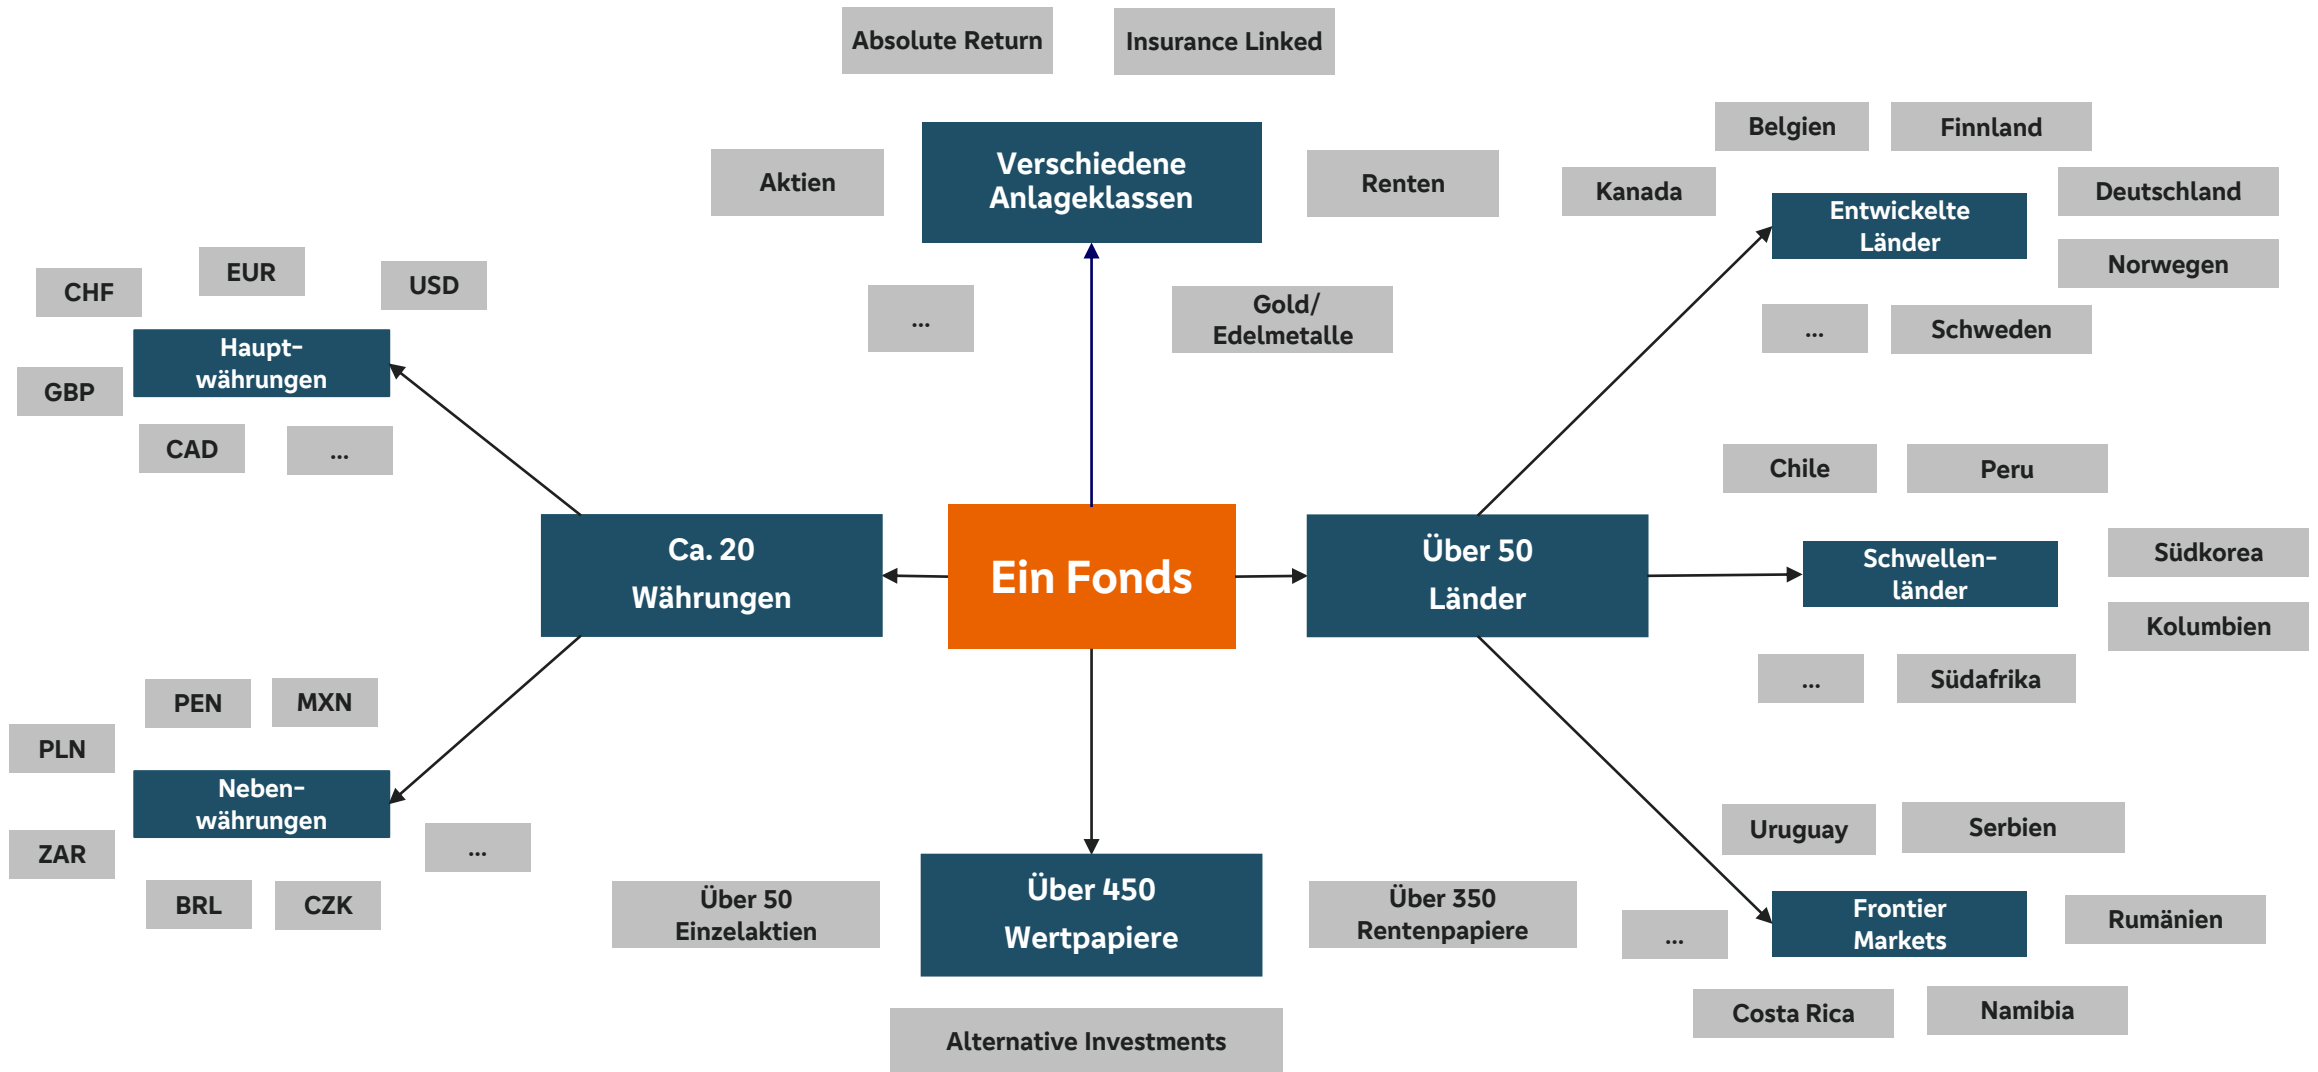 Absolute Return
Insurance Linked
Verschiedene
Anlageklassen
Aktien
Renten
...
Gold/
Edelmetalle
Belgien
Finnland
Kanada
Entwickelte
Länder
Deutschland
Norwegen
...
Schweden
CHF
EUR
USD
Haupt-
währungen
GBP
CAD
...
Ca. 20
Währungen
Ein Fonds
Über 50
Länder
Chile
Peru
Schwellen-
länder
Südkorea
Kolumbien
...
Südafrika
PEN
MXN
PLN
Neben-
währungen
ZAR
...
BRL
CZK
Über 50
Einzelaktien
Über 450
Wertpapiere
Über 350
Rentenpapiere
Alternative Investments
Uruguay
Serbien
...
Frontier
Markets
Rumänien
Costa Rica
Namibia